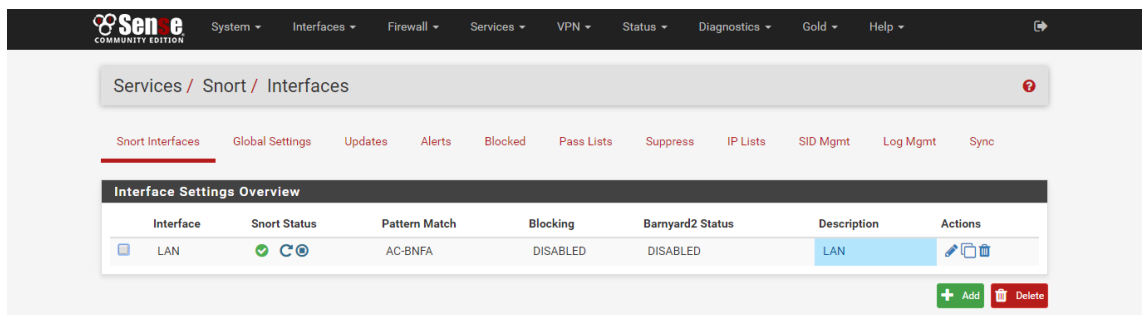 Sense
COMMUNITY EDITION
System Interfaces Firewall Services VPN Status Diagnostics Gold Help
Services / Snort / Interfaces
Snort Interfaces Global Settings Updates Alerts Blocked Pass Lists Suppress IP Lists SID Mgmt Log Mgmt Sync
Interface Settings Overview
Interface Snort Status Pattern Match Blocking Barnyard2 Status Description Actions
LAN AC-BNFA DISABLED DISABLED LAN
Add Delete